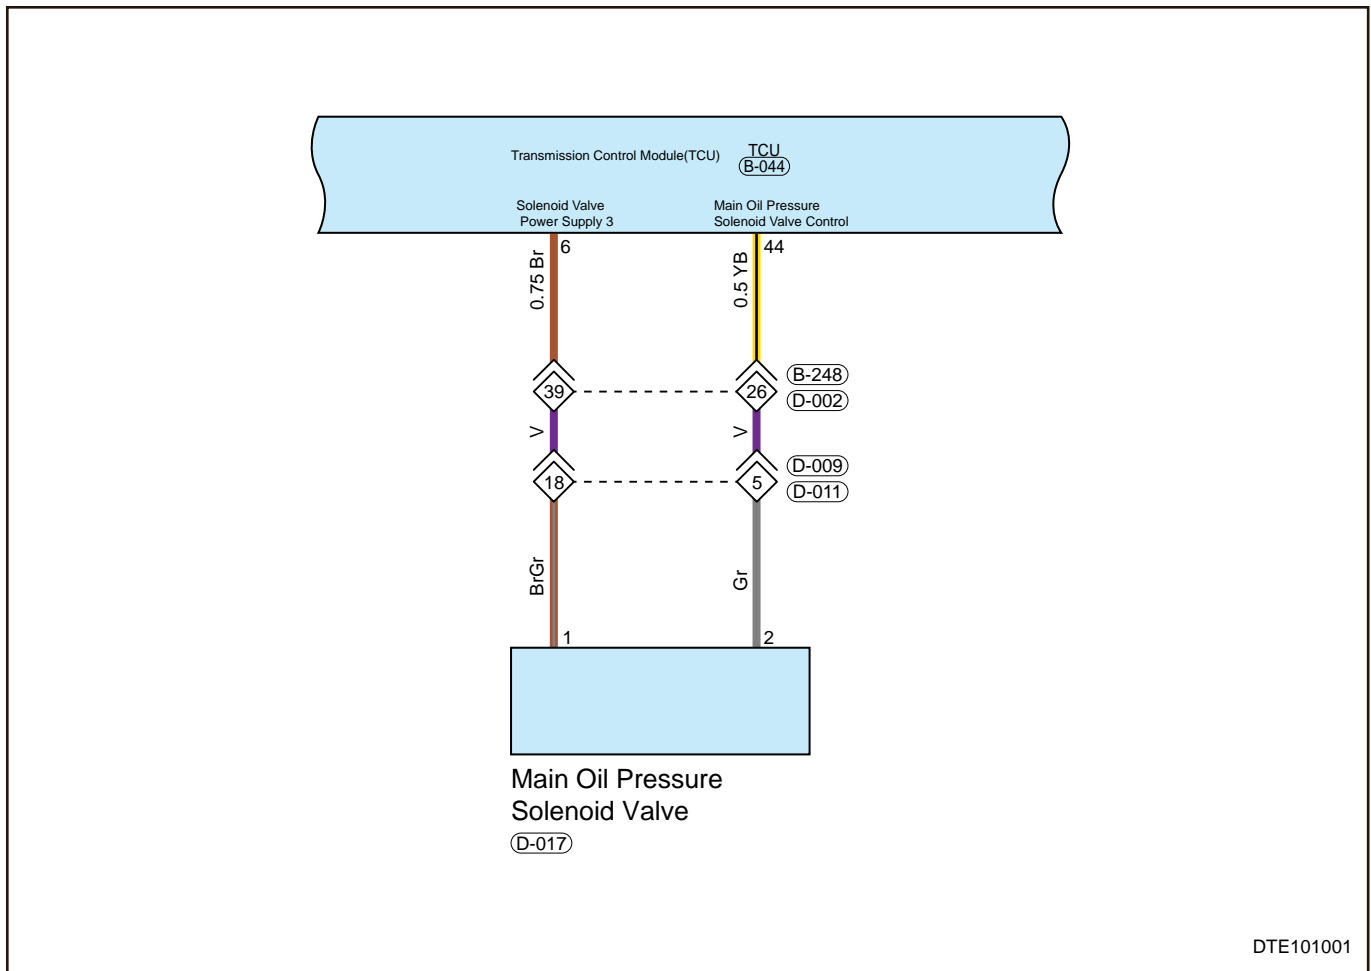 Transmission Control Module(TCU)
TCU
B-044
Solenoid Valve
Power Supply 3
Main Oil Pressure
Solenoid Valve Control
6
44
0.75 Br
0.5 YB
39
26
B-248
D-002
V
V
18
5
D-009
D-011
BrGr
Gr
1
2
Main Oil Pressure
Solenoid Valve
D-017
DTE101001